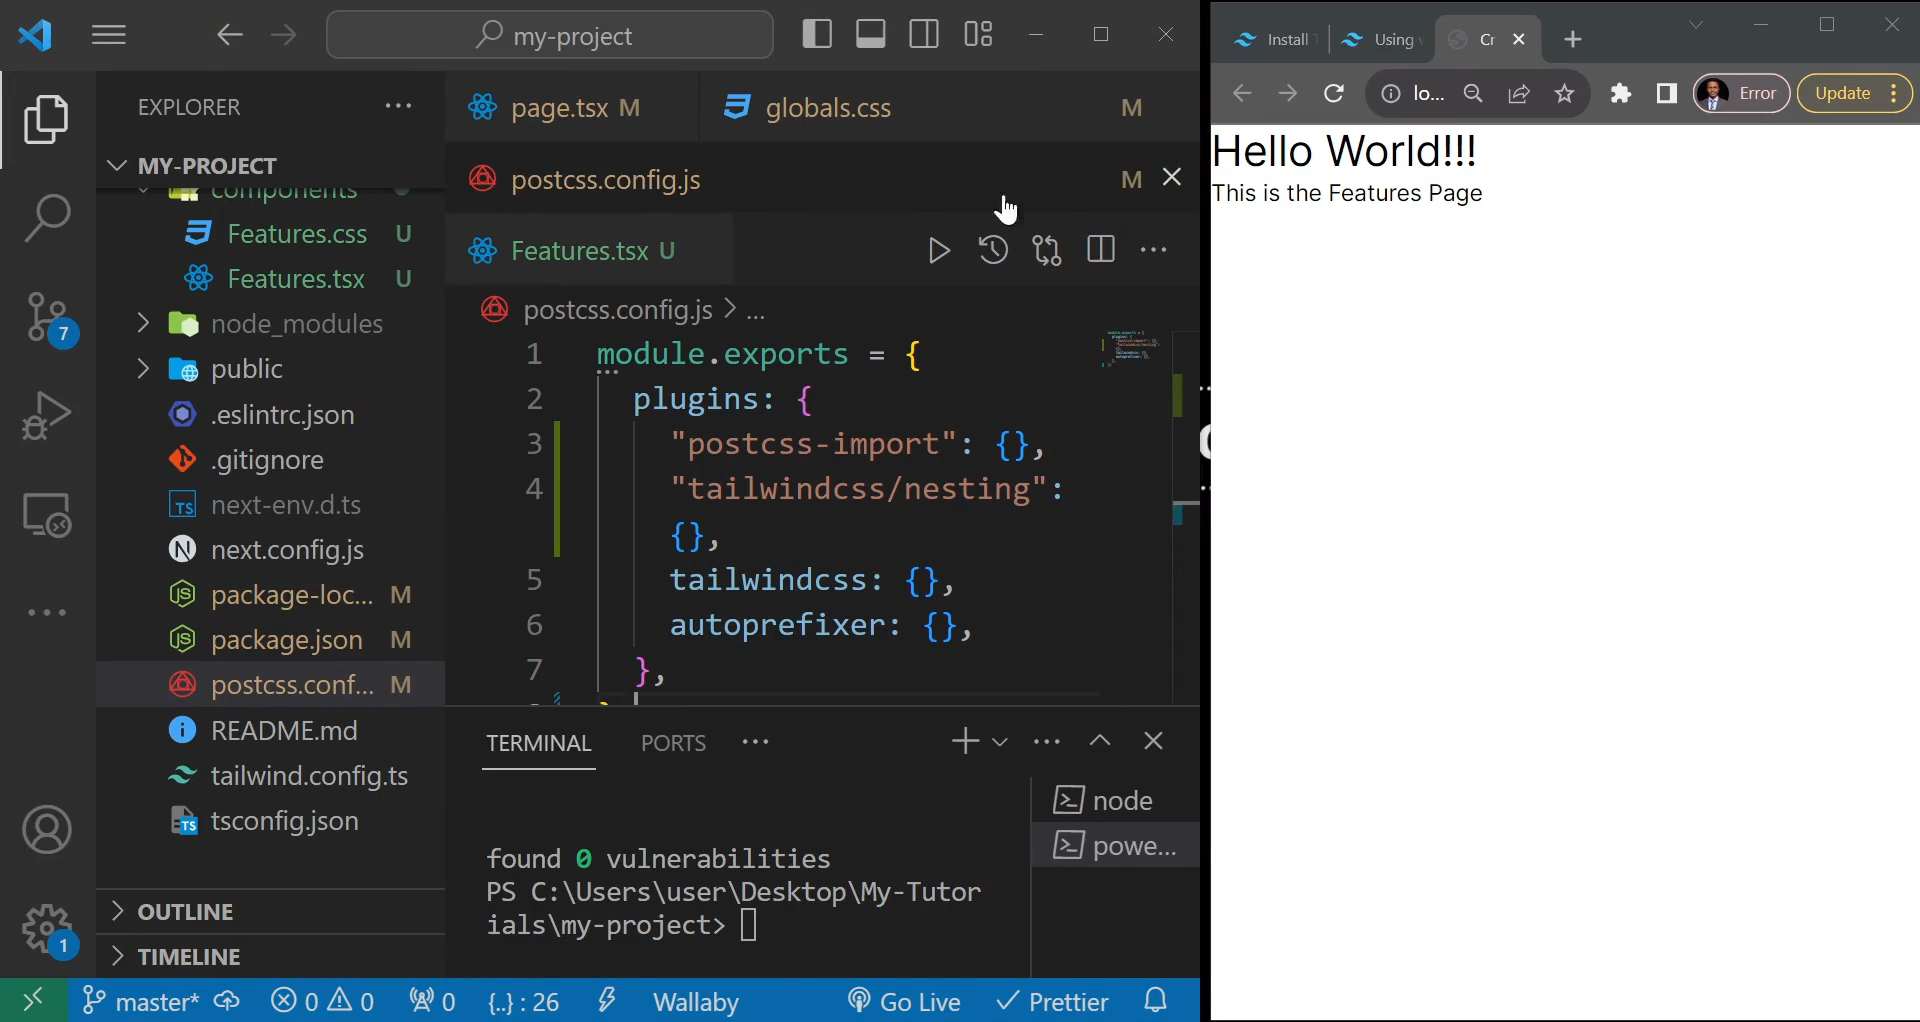 my-project
EXPLORER
MY-PROJECT
components
Features.css U
Features.tsx U
node_modules
public
.eslintrc.json
.gitignore
next-env.d.ts
next.config.js
package-loc... M
package.json M
postcss.conf... M
README.md
tailwind.config.ts
tsconfig.json
OUTLINE
TIMELINE
7
1
page.tsx M
globals.css M
postcss.config.js M
Features.tsx U
postcss.config.js > ...
1 module.exports = {
2 plugins: {
3 "postcss-import": {},
4 "tailwindcss/nesting":
{},
5 tailwindcss: {},
6 autoprefixer: {},
7 },
TERMINAL PORTS
node
powe...
found 0 vulnerabilities
PS C:\Users\user\Desktop\My-Tutor
ials\my-project>
master* 0 0 0 {..} : 26 Wallaby Go Live Prettier
Install
Using
Cr
lo...
Error
Update
Hello World!!!
This is the Features Page